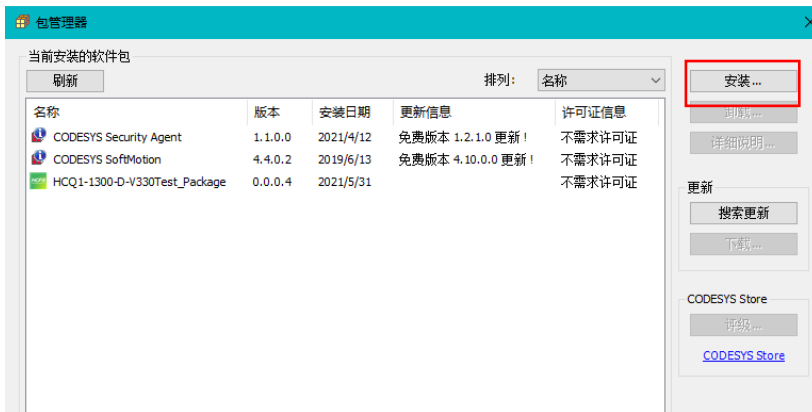 包管理器
当前安装的软件包
刷新
排列:
名称
安装...
名称 版本 安装日期 更新信息 许可证信息
卸载...
CODESYS Security Agent 1.1.0.0 2021/4/12 免费版本 1.2.1.0 更新! 不需求许可证
详细说明...
CODESYS SoftMotion 4.4.0.2 2019/6/13 免费版本 4.10.0.0 更新! 不需求许可证
HCQ1-1300-D-V330Test_Package 0.0.0.4 2021/5/31 不需求许可证
更新
搜索更新
下载...
CODESYS Store
评级...
CODESYS Store